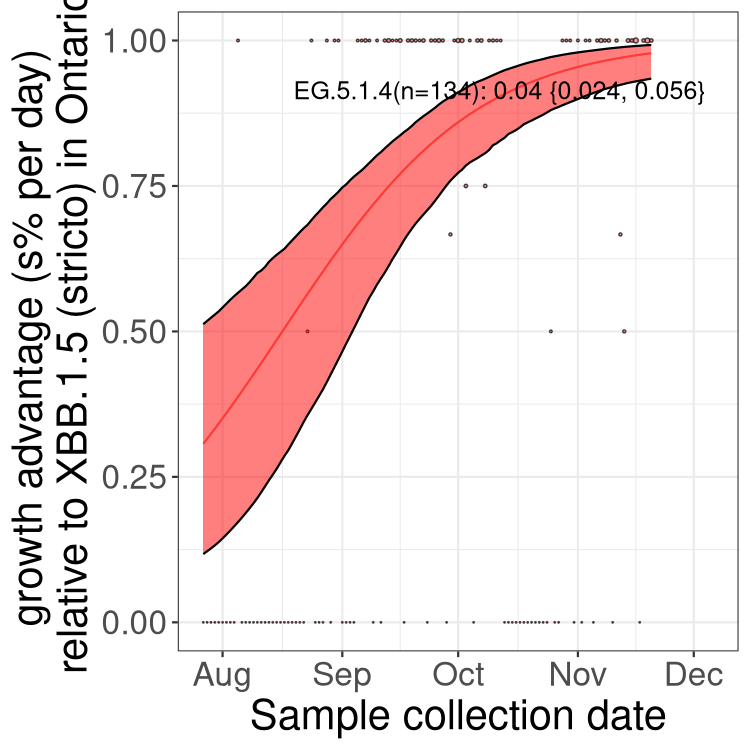 growth advantage (s% per day)
relative to XBB.1.5 (stricto) in Ontario
1.00
0.75
0.50
0.25
0.00
EG.5.1.4(n=134): 0.04 {0.024, 0.056}
Aug Sep Oct Nov Dec
Sample collection date